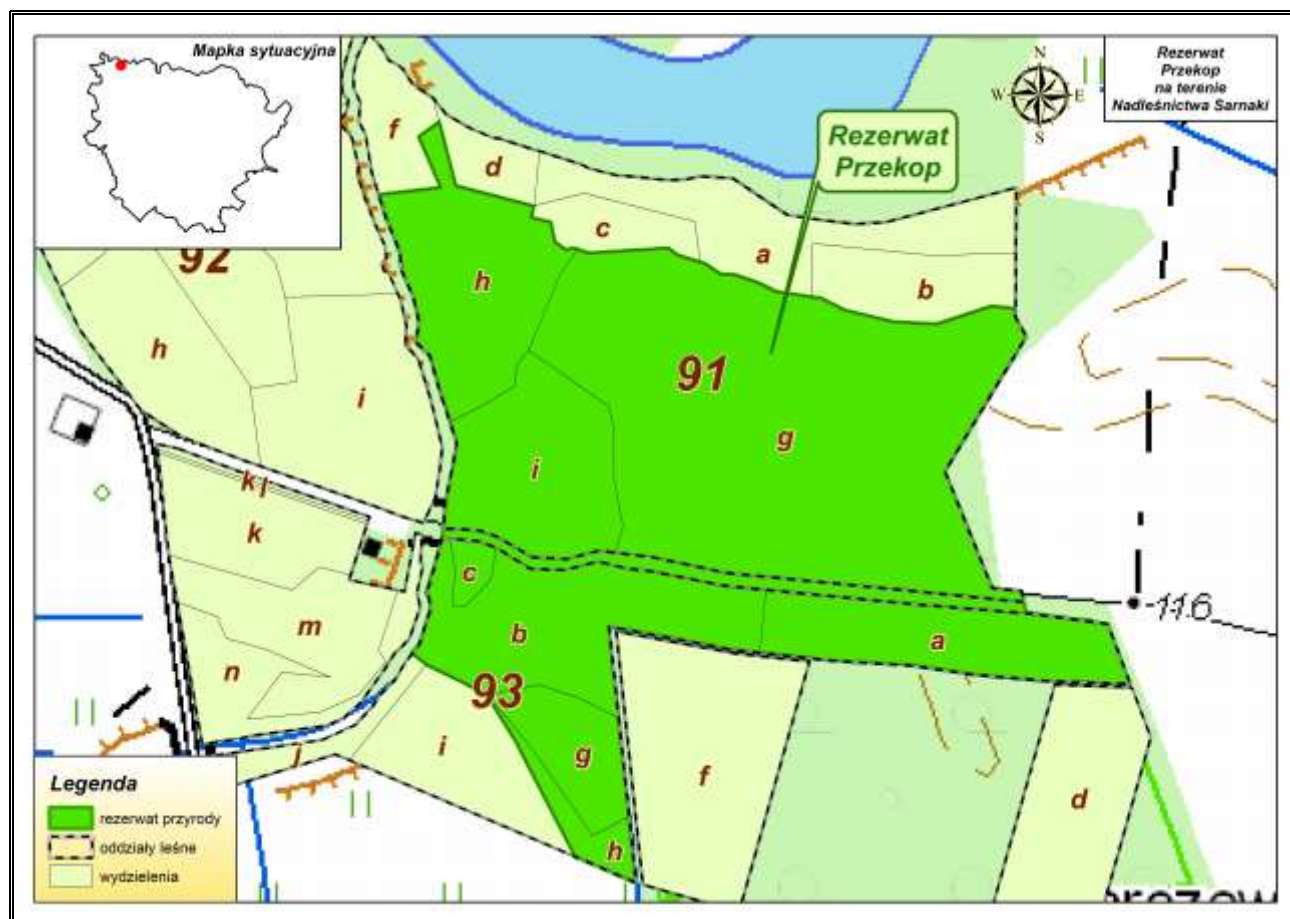 Mapka sytuacyjna
Rezerwat
Przekop
na terenie
Nadleśnictwa Sarnaki
N
W
E
S
Rezerwat
Przekop
f
d
c
a
b
92
h
h
i
91
g
i
k
j
k
c
m
b
a
n
93
i
g
f
j
d
h
116
Legenda
rezerwat przyrody
oddziały leśne
wydzielenia